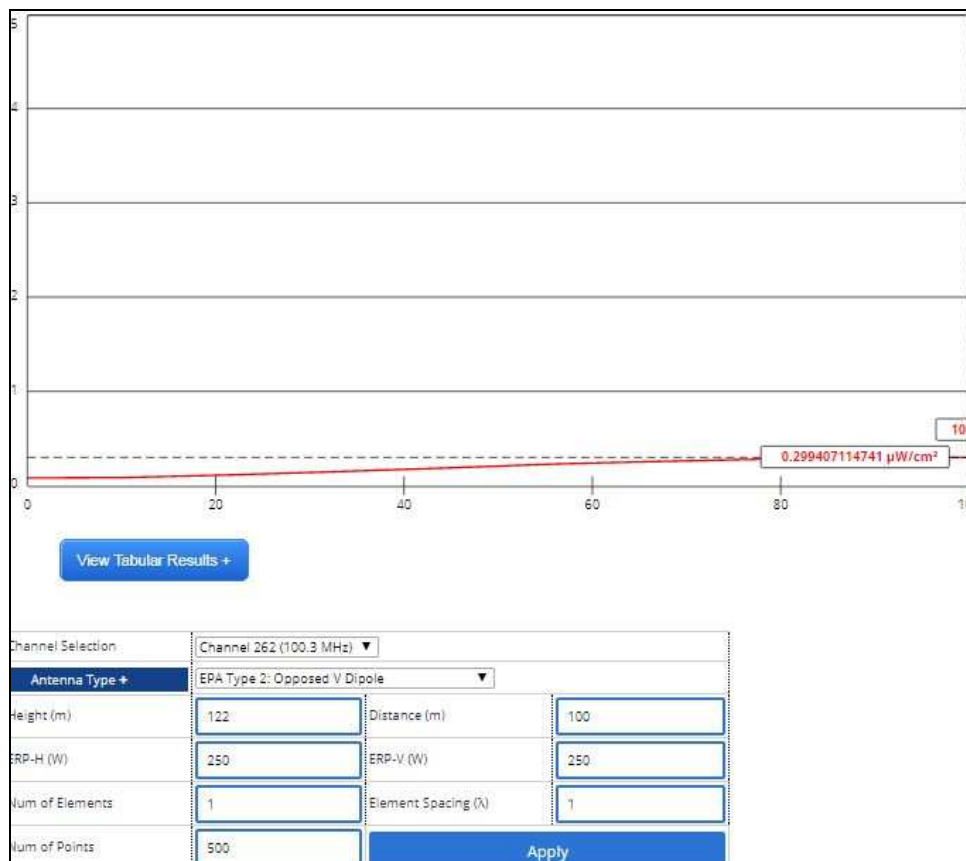 5
4
3
2
1
10
0.299407114741 µW/cm²
0
0 20 40 60 80
View Tabular Results +
Channel Selection Channel 262 (100.3 MHz) ▼
Antenna Type + EPA Type 2: Opposed V Dipole ▼
Height (m) 122 Distance (m) 100
ERP-H (W) 250 ERP-V (W) 250
Num of Elements 1 Element Spacing (λ) 1
Num of Points 500 Apply